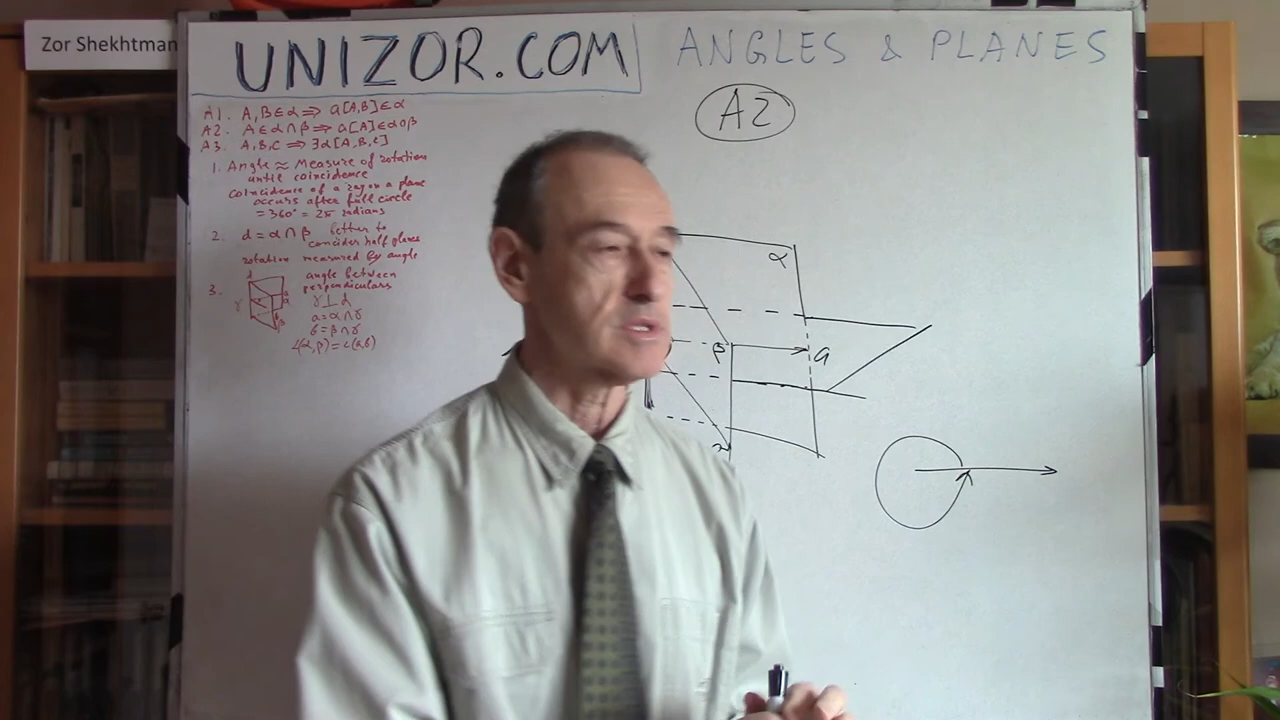 Zor Shekhtman
UNIZOR.COM
ANGLES & PLANES
A2
A1. A,B∈α ⟹ a[A,B]∈α
A2. A∈α∩β ⟹ a[A]∈α∩β
A3. A,B,C ⟹ ∃α[A,B,C]
1. Angle ≈ Measure of rotation
until coincidence
coincidence of a ray on a plane
occurs after full circle
= 360° = 2π radians
2. d = α∩β better to
consider half planes
rotation measured by angle
3. angle between
perpendiculars
γ⊥d
a=α∩γ
b=β∩γ
∠(α,β)=∠(a,b)
d
γ
a
α
b
β
α
β
a